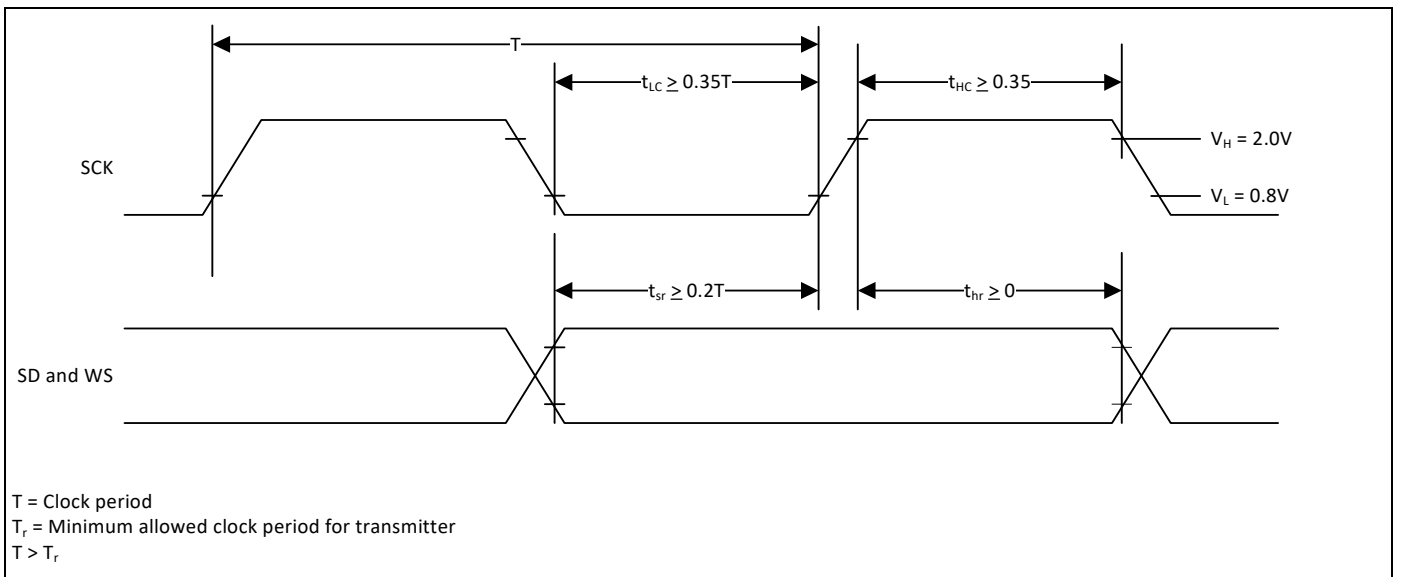 T
t_LC ≥ 0.35T
t_HC ≥ 0.35
V_H = 2.0V
SCK
V_L = 0.8V
t_sr ≥ 0.2T
t_hr ≥ 0
SD and WS
T = Clock period
T_r = Minimum allowed clock period for transmitter
T > T_r